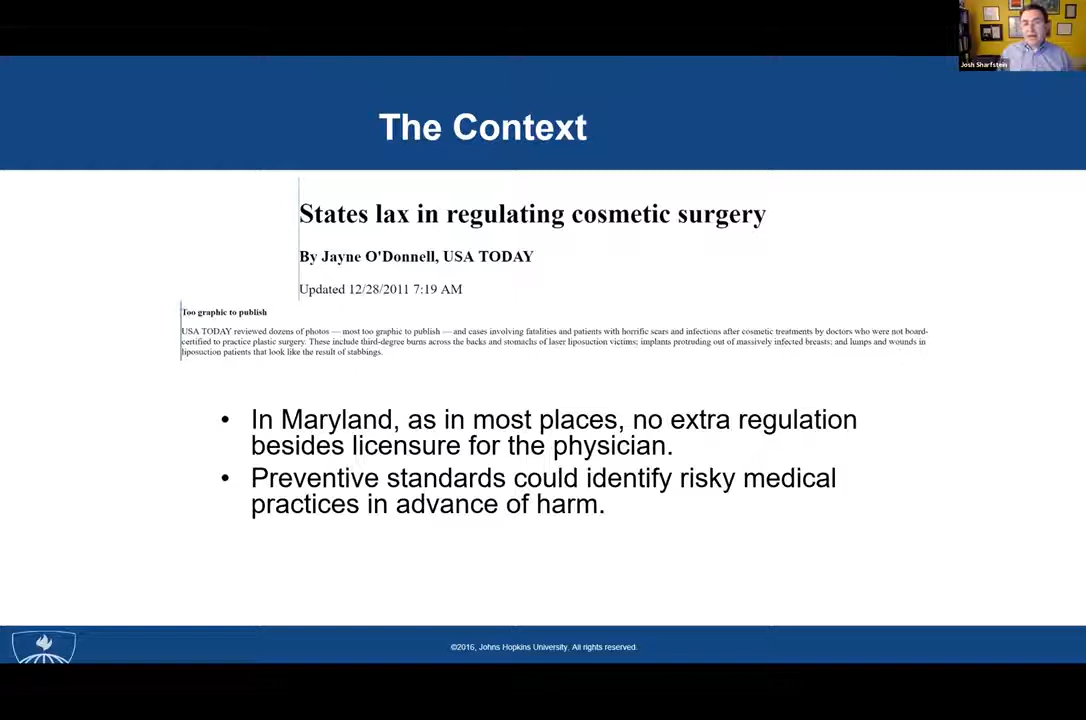 Josh Sharfstein
The Context
States lax in regulating cosmetic surgery
By Jayne O'Donnell, USA TODAY
Updated 12/28/2011 7:19 AM
Too graphic to publish
USA TODAY reviewed dozens of photos — most too graphic to publish — and cases involving fatalities and patients with horrific scars and infections after cosmetic treatments by doctors who were not board-
certified to practice plastic surgery. These include third-degree burns across the backs and stomachs of laser liposuction victims; implants protruding out of massively infected breasts; and lumps and wounds in
liposuction patients that look like the result of stabbings.
• In Maryland, as in most places, no extra regulation
besides licensure for the physician.
• Preventive standards could identify risky medical
practices in advance of harm.
©2016, Johns Hopkins University. All rights reserved.